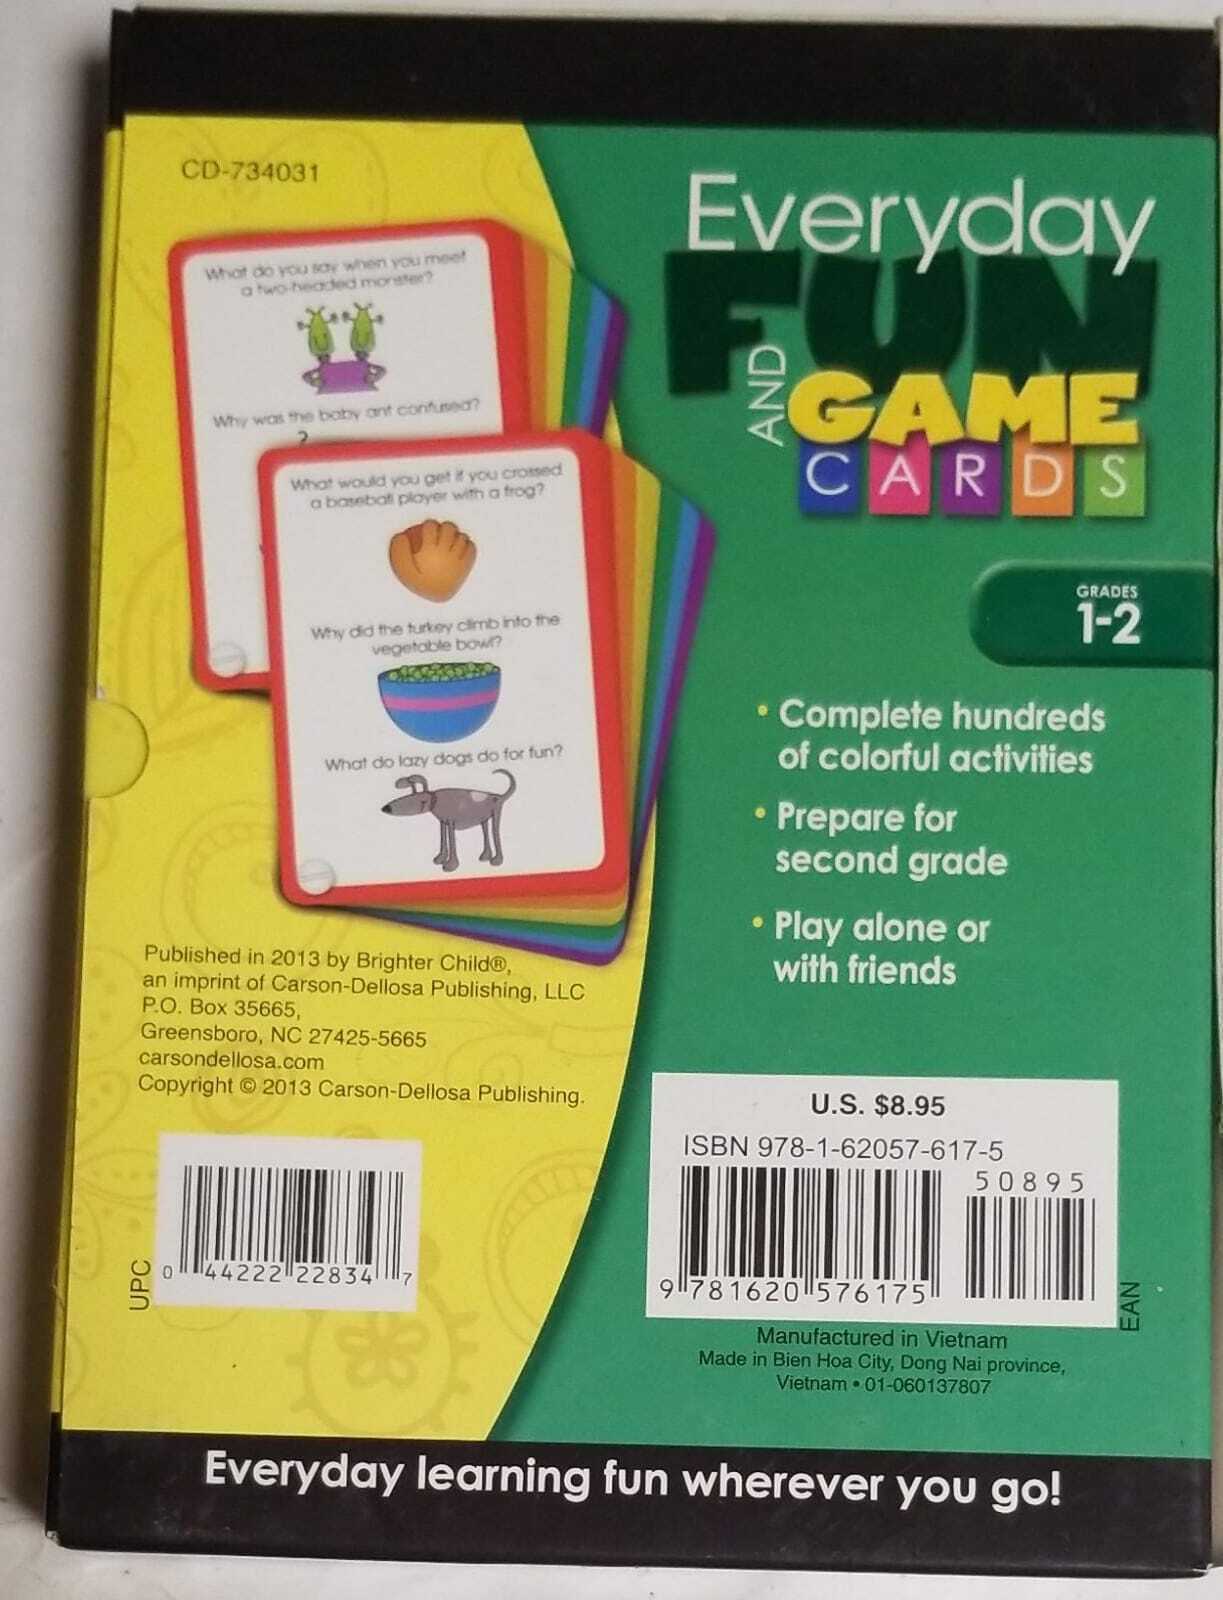 CD-734031
What do you say when you meet
a two-headed monster?
Why was the baby ant confused?
?
What would you get if you crossed
a baseball player with a frog?
Why did the turkey climb into the
vegetable bowl?
What do lazy dogs do for fun?
Published in 2013 by Brighter Child®,
an imprint of Carson-Dellosa Publishing, LLC
P.O. Box 35665,
Greensboro, NC 27425-5665
carsondellosa.com
Copyright © 2013 Carson-Dellosa Publishing.
UPC
0 44222 22834 7
Everyday
FUN
AND
GAME
CARDS
GRADES
1-2
• Complete hundreds
of colorful activities
• Prepare for
second grade
• Play alone or
with friends
U.S. $8.95
ISBN 978-1-62057-617-5
50895
9 781620 576175
EAN
Manufactured in Vietnam
Made in Bien Hoa City, Dong Nai province,
Vietnam • 01-060137807
Everyday learning fun wherever you go!